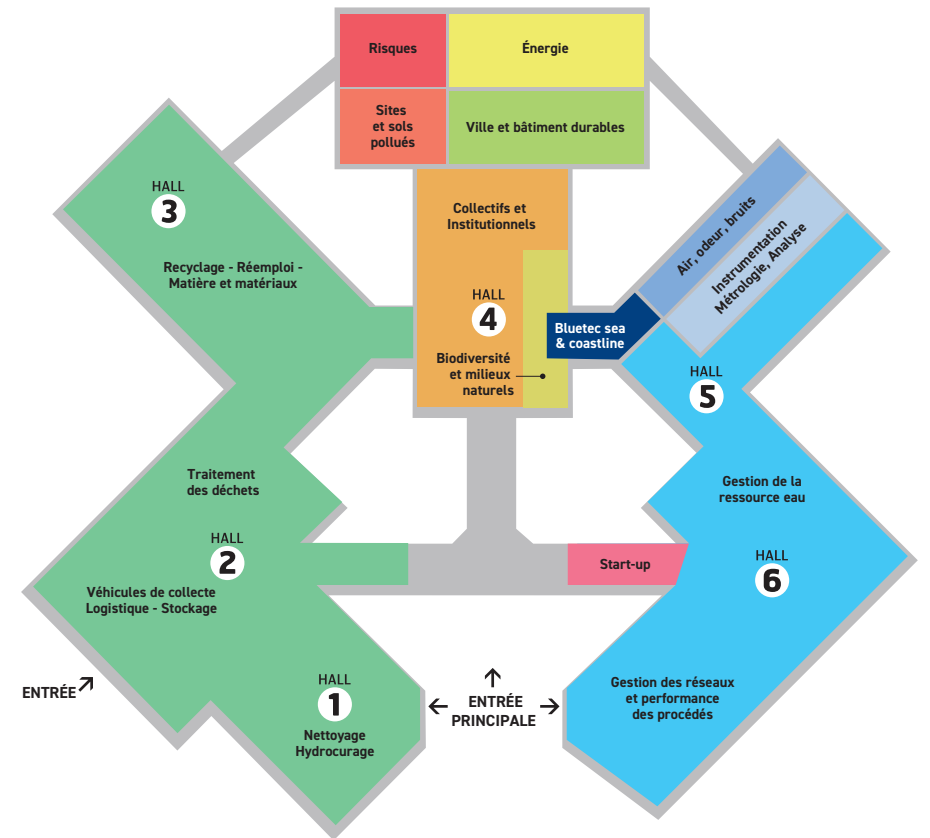 Risques
Énergie
Sites
et sols
pollués
Ville et bâtiment durables
HALL
3
Recyclage - Réemploi -
Matière et matériaux
Collectifs et
Institutionnels
HALL
4
Biodiversité
et milieux
naturels
Bluetec sea
& coastline
Air, odeur, bruits
Instrumentation
Métrologie, Analyse
HALL
5
Traitement
des déchets
HALL
2
Véhicules de collecte
Logistique - Stockage
Start-up
Gestion de la
ressource eau
HALL
6
ENTRÉE
HALL
1
Nettoyage
Hydrocurage
ENTRÉE
PRINCIPALE
Gestion des réseaux
et performance
des procédés